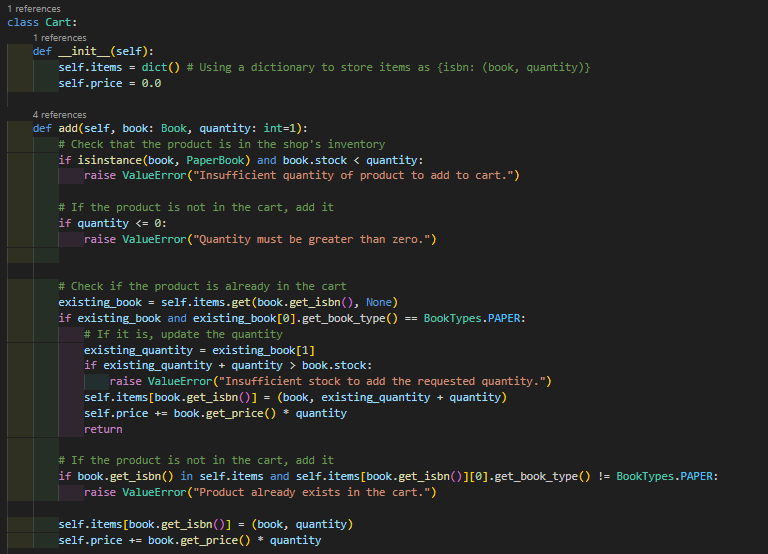 1 references
class Cart:
1 references
def __init__(self):
self.items = dict() # Using a dictionary to store items as {isbn: (book, quantity)}
self.price = 0.0
4 references
def add(self, book: Book, quantity: int=1):
# Check that the product is in the shop's inventory
if isinstance(book, PaperBook) and book.stock < quantity:
raise ValueError("Insufficient quantity of product to add to cart.")
# If the product is not in the cart, add it
if quantity <= 0:
raise ValueError("Quantity must be greater than zero.")
# Check if the product is already in the cart
existing_book = self.items.get(book.get_isbn(), None)
if existing_book and existing_book[0].get_book_type() == BookTypes.PAPER:
# If it is, update the quantity
existing_quantity = existing_book[1]
if existing_quantity + quantity > book.stock:
raise ValueError("Insufficient stock to add the requested quantity.")
self.items[book.get_isbn()] = (book, existing_quantity + quantity)
self.price += book.get_price() * quantity
return
# If the product is not in the cart, add it
if book.get_isbn() in self.items and self.items[book.get_isbn()][0].get_book_type() != BookTypes.PAPER:
raise ValueError("Product already exists in the cart.")
self.items[book.get_isbn()] = (book, quantity)
self.price += book.get_price() * quantity